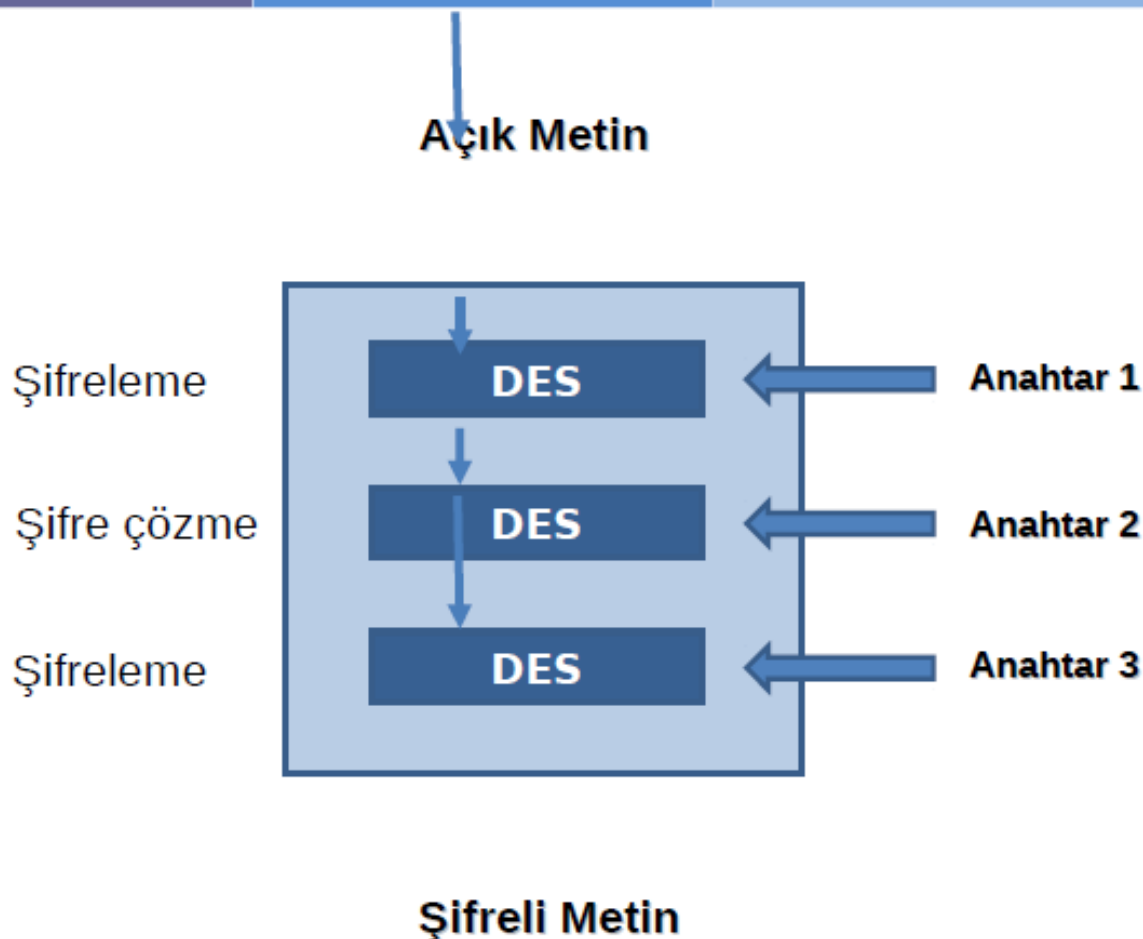 Açık Metin
Şifreleme
DES
Anahtar 1
Şifre çözme
DES
Anahtar 2
Şifreleme
DES
Anahtar 3
Şifreli Metin